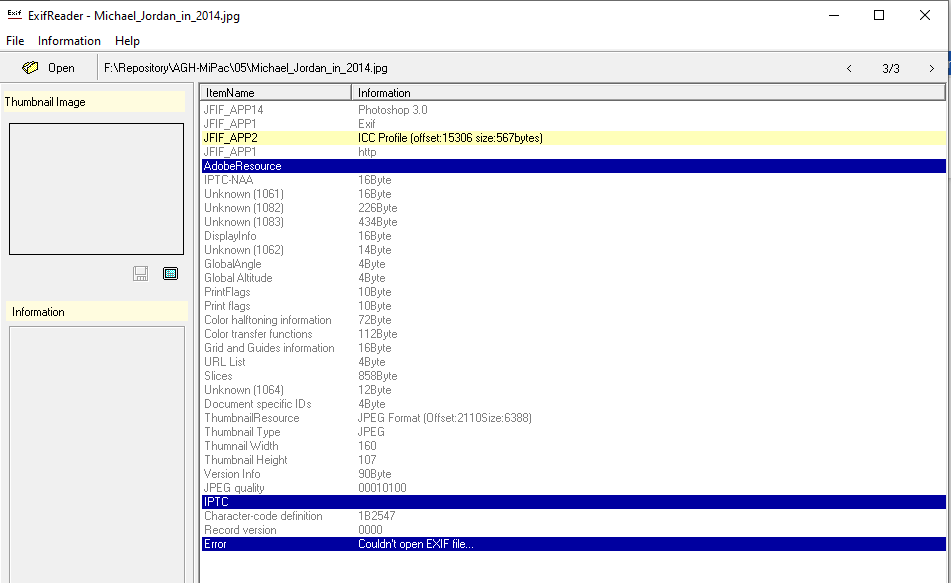 Exif ExifReader - Michael_Jordan_in_2014.jpg
File Information Help
Open F:\Repository\AGH-MiPac\05\Michael_Jordan_in_2014.jpg < 3/3 >
Thumbnail Image
Information
ItemName Information
JFIF_APP14 Photoshop 3.0
JFIF_APP1 Exif
JFIF_APP2 ICC Profile (offset:15306 size:567bytes)
JFIF_APP1 http
AdobeResource
IPTC-NAA 16Byte
Unknown (1061) 16Byte
Unknown (1082) 226Byte
Unknown (1083) 434Byte
DisplayInfo 16Byte
Unknown (1062) 14Byte
GlobalAngle 4Byte
Global Altitude 4Byte
PrintFlags 10Byte
Print flags 10Byte
Color halftoning information 72Byte
Color transfer functions 112Byte
Grid and Guides information 16Byte
URL List 4Byte
Slices 858Byte
Unknown (1064) 12Byte
Document specific IDs 4Byte
ThumbnailResource JPEG Format (Offset:2110Size:6388)
Thumbnail Type JPEG
Thumnail Width 160
Thumbnail Height 107
Version Info 90Byte
JPEG quality 00010100
IPTC
Character-code definition 1B2547
Record version 0000
Error Couldn't open EXIF file...